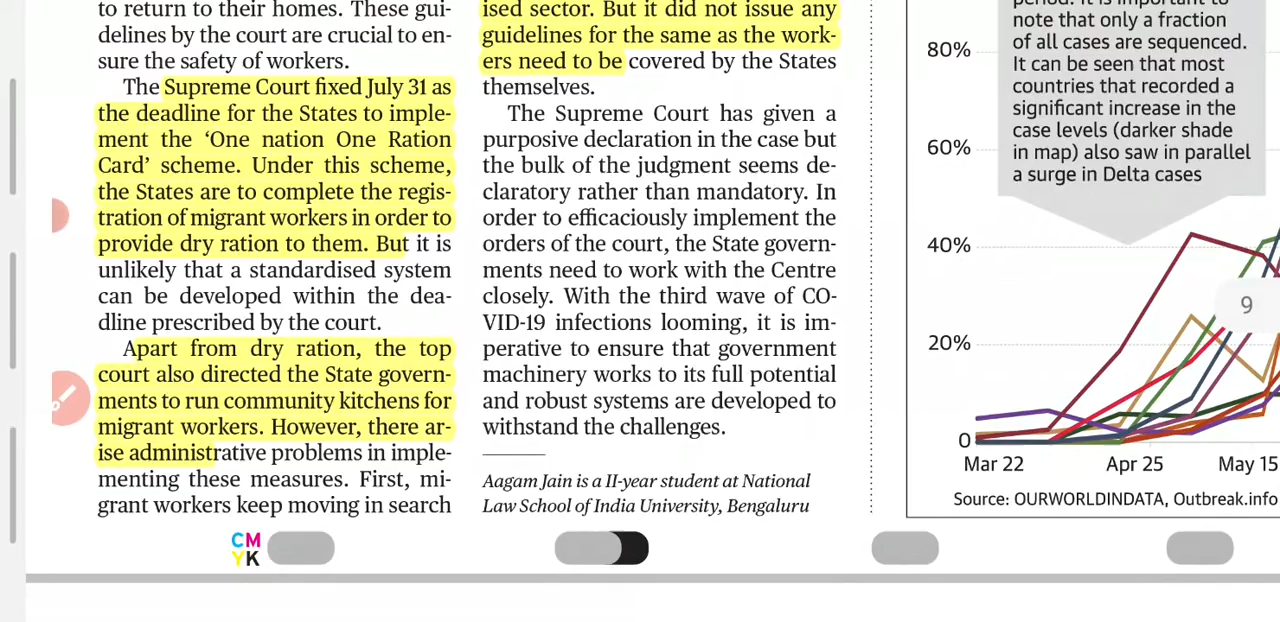 to return to their homes. These gui-
delines by the court are crucial to en-
sure the safety of workers.
The Supreme Court fixed July 31 as
the deadline for the States to imple-
ment the ‘One nation One Ration
Card’ scheme. Under this scheme,
the States are to complete the regis-
tration of migrant workers in order to
provide dry ration to them. But it is
unlikely that a standardised system
can be developed within the dea-
dline prescribed by the court.
Apart from dry ration, the top
court also directed the State govern-
ments to run community kitchens for
migrant workers. However, there ar-
ise administrative problems in imple-
menting these measures. First, mi-
grant workers keep moving in search
ised sector. But it did not issue any
guidelines for the same as the work-
ers need to be covered by the States
themselves.
The Supreme Court has given a
purposive declaration in the case but
the bulk of the judgment seems de-
claratory rather than mandatory. In
order to efficaciously implement the
orders of the court, the State govern-
ments need to work with the Centre
closely. With the third wave of CO-
VID-19 infections looming, it is im-
perative to ensure that government
machinery works to its full potential
and robust systems are developed to
withstand the challenges.
Aagam Jain is a II-year student at National
Law School of India University, Bengaluru
period. It is important to
note that only a fraction
of all cases are sequenced.
It can be seen that most
countries that recorded a
significant increase in the
case levels (darker shade
in map) also saw in parallel
a surge in Delta cases
80%
60%
40%
20%
0
Mar 22 Apr 25 May 15
9
Source: OURWORLDINDATA, Outbreak.info
CM
YK